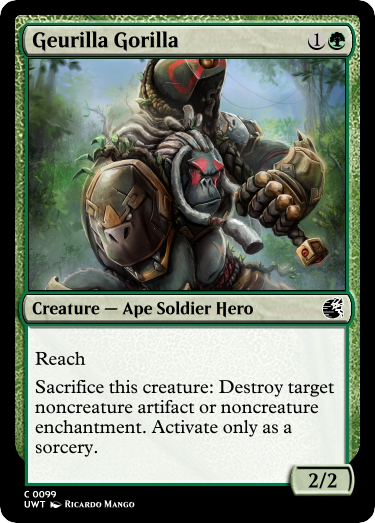 Geurilla Gorilla 1
Creature — Ape Soldier Hero
Reach
Sacrifice this creature: Destroy target
noncreature artifact or noncreature
enchantment. Activate only as a
sorcery.
2/2
C 0099
UWT Ricardo Mango